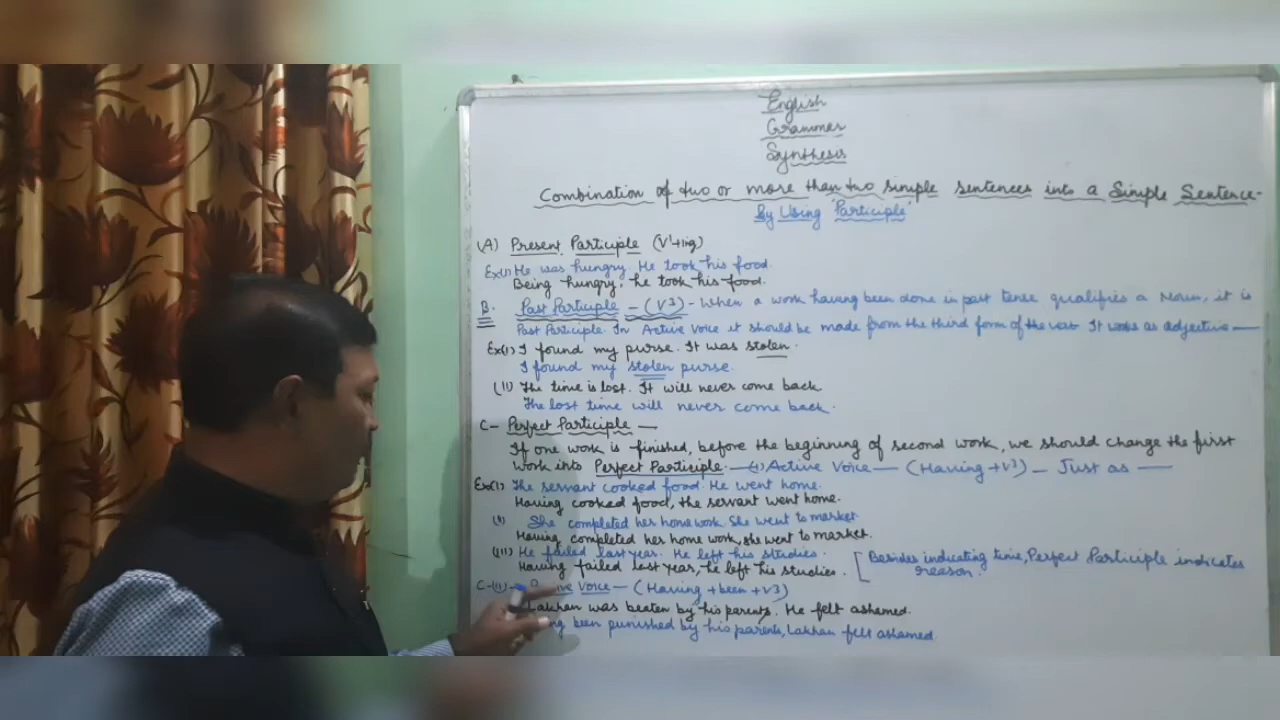 English
Grammer
Synthesis
Combination of two or more than two simple sentences into a Simple Sentence-
By Using 'Participle'
(A) Present Participle (V¹+ing)
Ex(i) He was hungry. He took his food.
Being hungry, he took his food.
B. Past Participle - (V³) - When a work having been done in past tense qualifies a Noun, it is
Past Participle. In Active Voice it should be made from the third form of the verb. It works as adjective —
Ex(i) I found my purse. It was stolen.
I found my stolen purse.
(ii) The time is lost. It will never come back
The lost time will never come back.
C- Perfect Participle —
If one work is finished, before the beginning of second work, we should change the first
work into Perfect Participle. — (i) Active Voice — (Having +V³) — Just as —
Ex(i) The servant cooked food. He went home.
Having cooked food, the servant went home.
(ii) She completed her home work. She went to market.
Having completed her home work, she went to market.
(iii) He failed last year. He left his studies.
Having failed last year, he left his studies. [Besides indicating time, Perfect Participle indicates
reason.
C-(ii) Voice — (Having +been +V3)
Lakhan was beaten by his parents. He felt ashamed.
been punished by his parents, Lakhan felt ashamed.